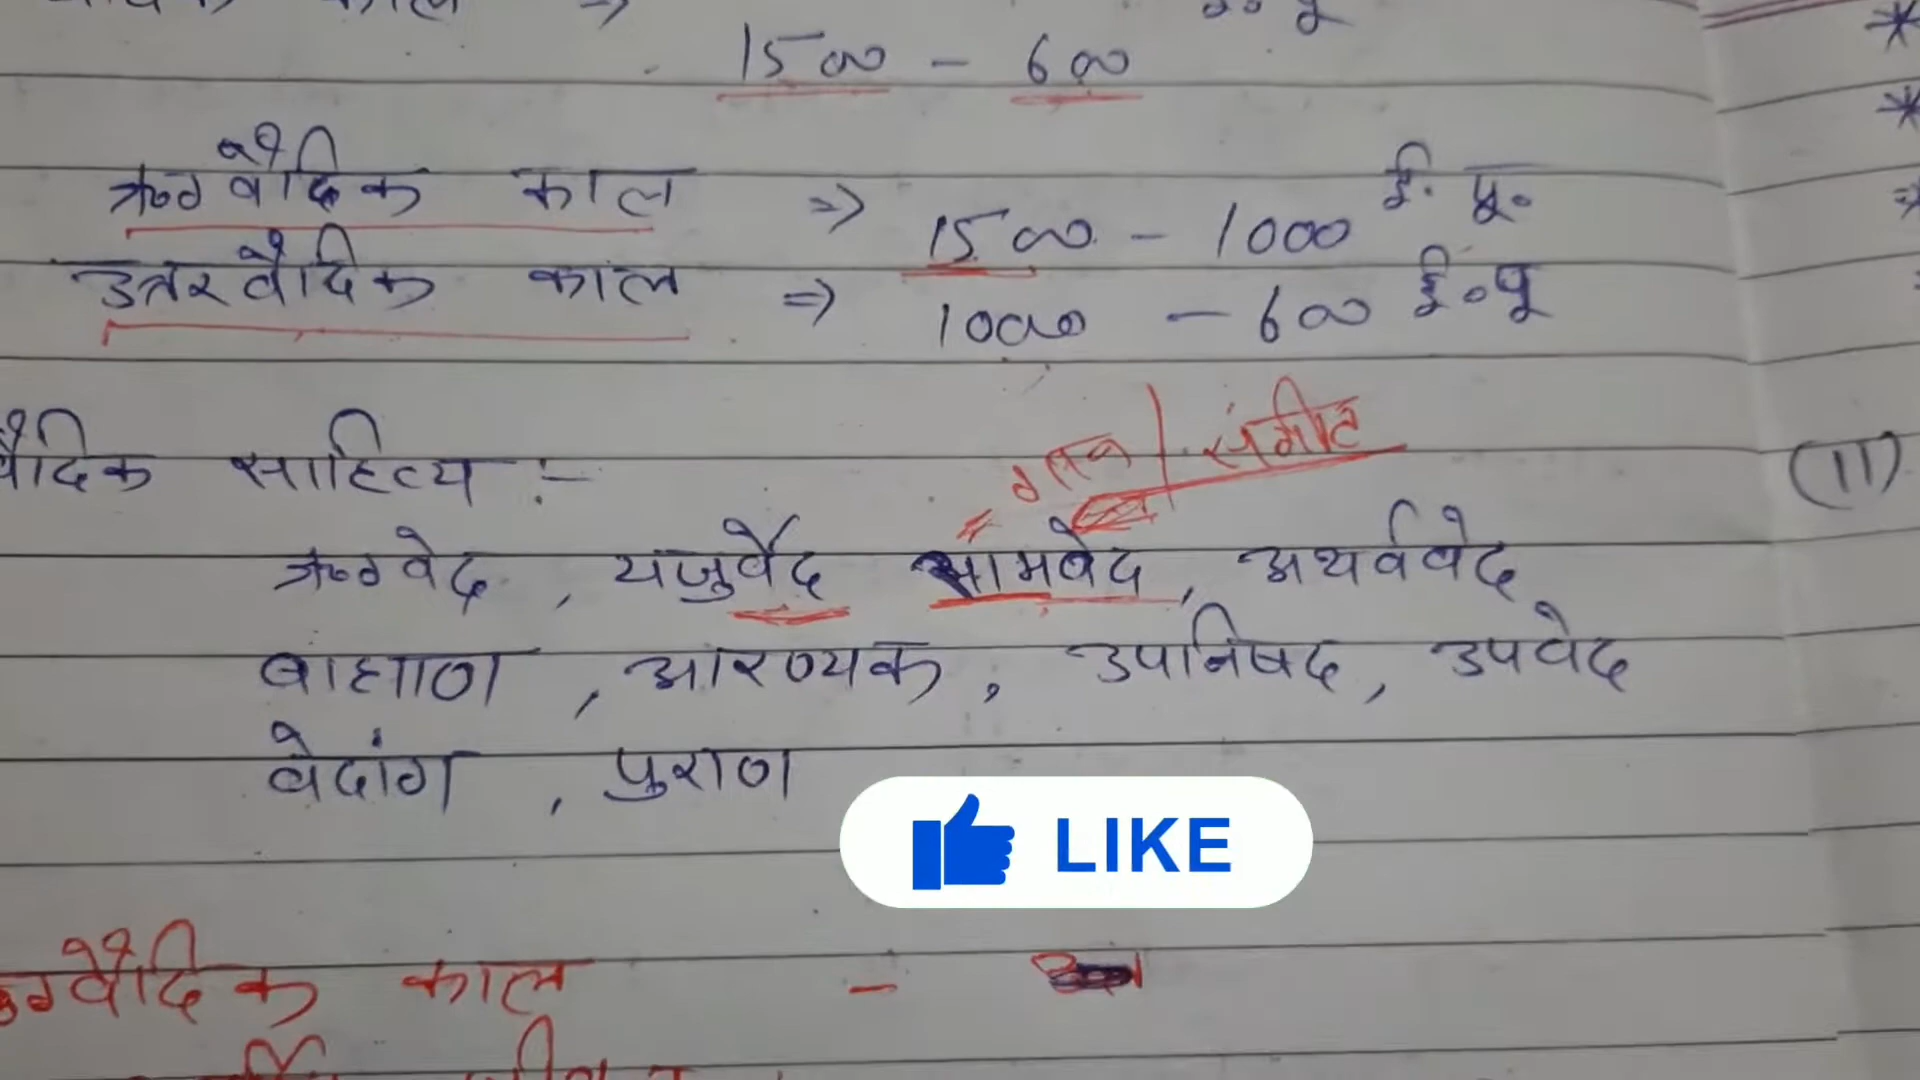 काल ⇒ ई. पू
1500 - 600
ऋग्वैदिक काल ⇒ 1500 - 1000 ई. पू.
उत्तरवैदिक काल ⇒ 1000 - 600 ई.पू
संगीत
वैदिक साहित्य :-
(11)
ऋग्वेद, यजुर्वेद सामवेद, अथर्ववेद
ब्राह्मण, आरण्यक, उपनिषद, उपवेद
वेदांग, पुराण
LIKE
ऋग्वैदिक काल -